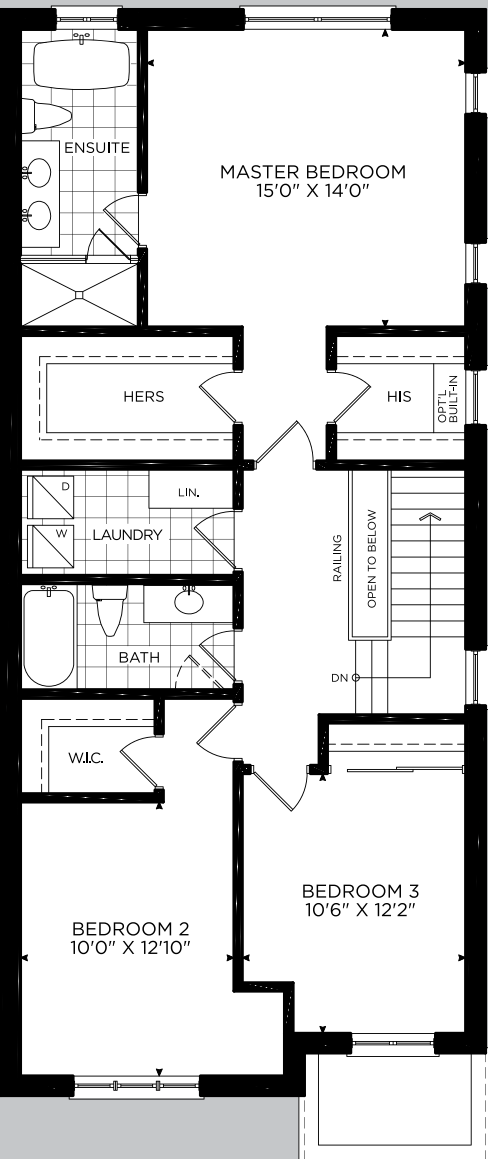 ENSUITE
MASTER BEDROOM
15'0" X 14'0"
HERS
HIS
OPT'L
BUILT-IN
D
LIN.
W
LAUNDRY
RAILING
OPEN TO BELOW
BATH
DN
W.I.C.
BEDROOM 3
10'6" X 12'2"
BEDROOM 2
10'0" X 12'10"